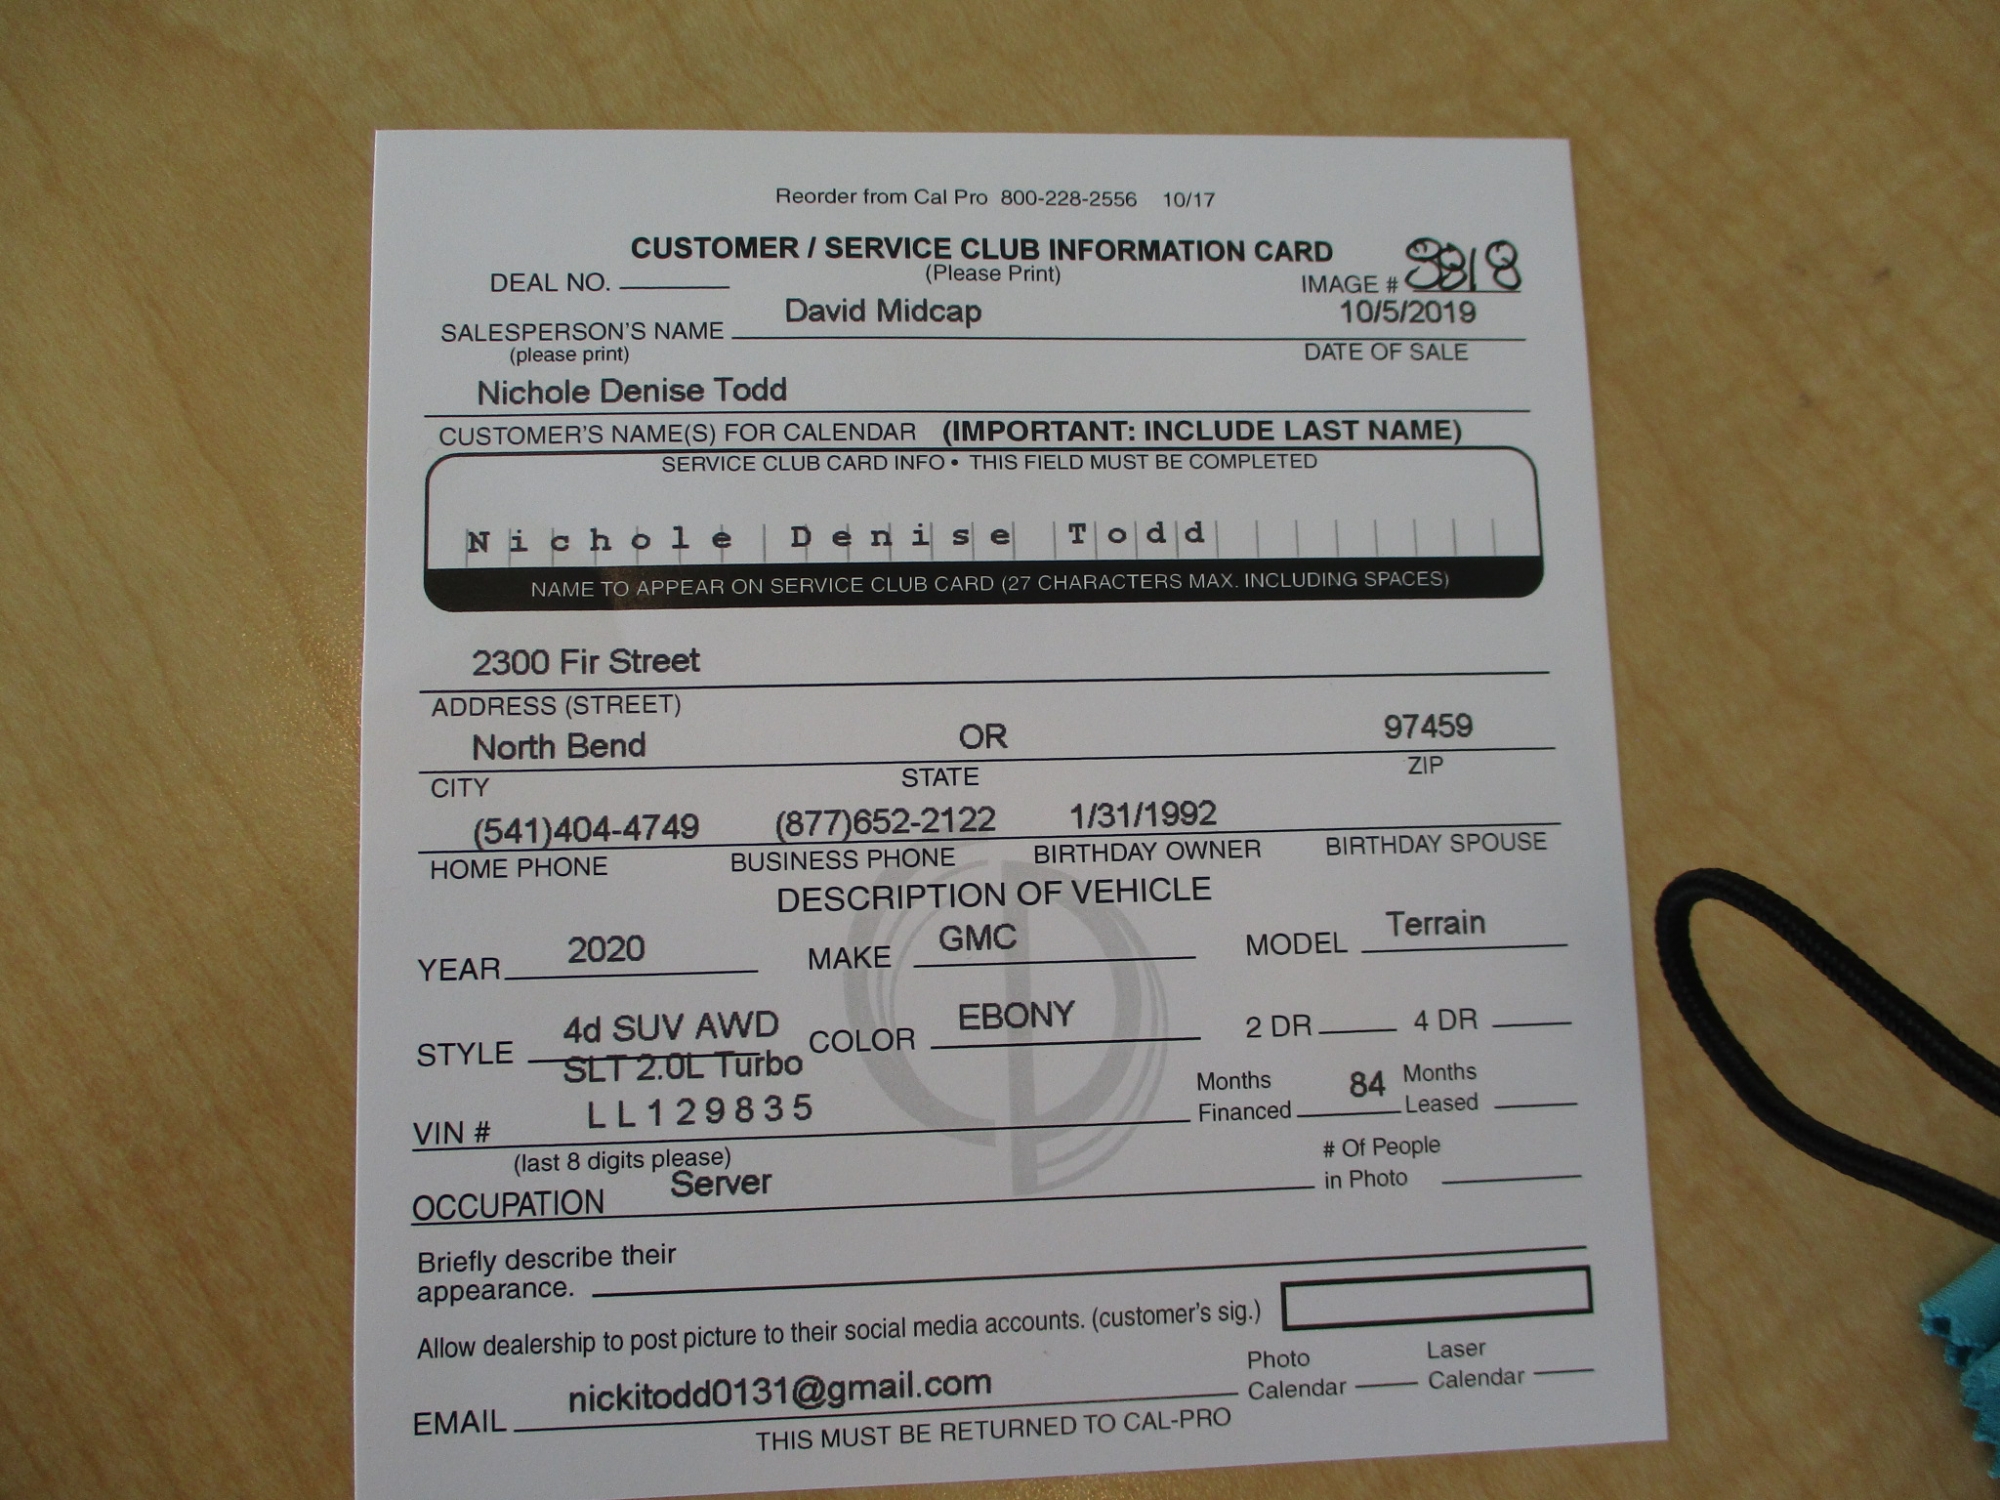 Reorder from Cal Pro 800-228-2556 10/17
CUSTOMER / SERVICE CLUB INFORMATION CARD
(Please Print)
DEAL NO.
IMAGE #
David Midcap 10/5/2019
SALESPERSON'S NAME
(please print) DATE OF SALE
Nichole Denise Todd
CUSTOMER'S NAME(S) FOR CALENDAR (IMPORTANT: INCLUDE LAST NAME)
SERVICE CLUB CARD INFO • THIS FIELD MUST BE COMPLETED
Nichole Denise Todd
NAME TO APPEAR ON SERVICE CLUB CARD (27 CHARACTERS MAX. INCLUDING SPACES)
2300 Fir Street
ADDRESS (STREET)
North Bend OR 97459
CITY STATE ZIP
(541)404-4749 (877)652-2122 1/31/1992
HOME PHONE BUSINESS PHONE BIRTHDAY OWNER BIRTHDAY SPOUSE
DESCRIPTION OF VEHICLE
YEAR 2020 MAKE GMC MODEL Terrain
STYLE 4d SUV AWD COLOR EBONY 2 DR 4 DR
SLT 2.0L Turbo
VIN # LL129835 Months Financed 84 Months Leased
(last 8 digits please)
OCCUPATION Server # Of People in Photo
Briefly describe their
appearance.
Allow dealership to post picture to their social media accounts. (customer's sig.)
EMAIL nickitodd0131@gmail.com Photo Calendar Laser Calendar
THIS MUST BE RETURNED TO CAL-PRO